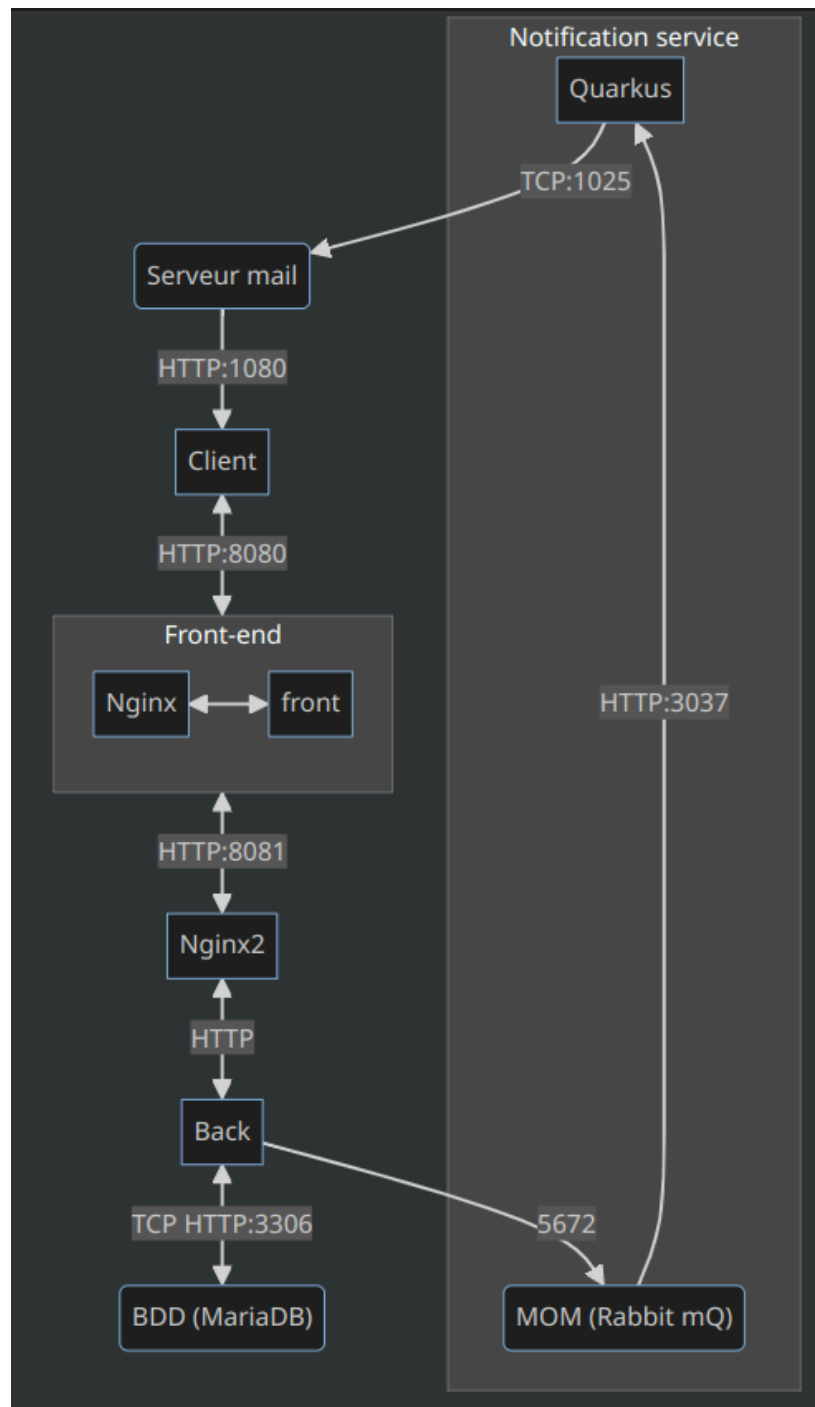 Notification service
Quarkus
TCP:1025
Serveur mail
HTTP:1080
Client
HTTP:8080
Front-end
Nginx
front
HTTP:3037
HTTP:8081
Nginx2
HTTP
Back
TCP HTTP:3306
5672
BDD (MariaDB)
MOM (Rabbit mQ)